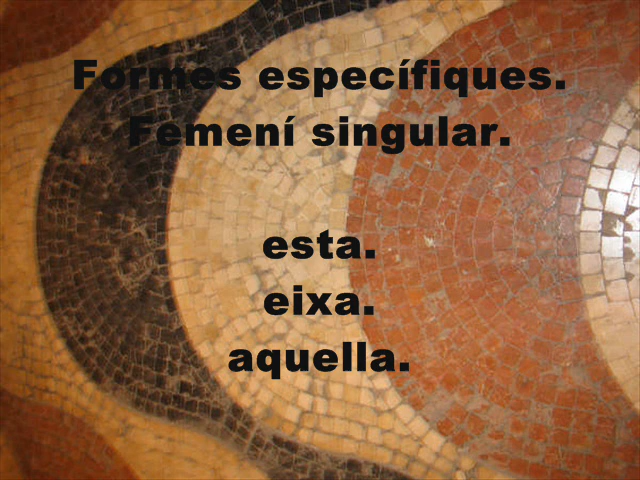 Formes específiques.
Femení singular.
esta.
eixa.
aquella.